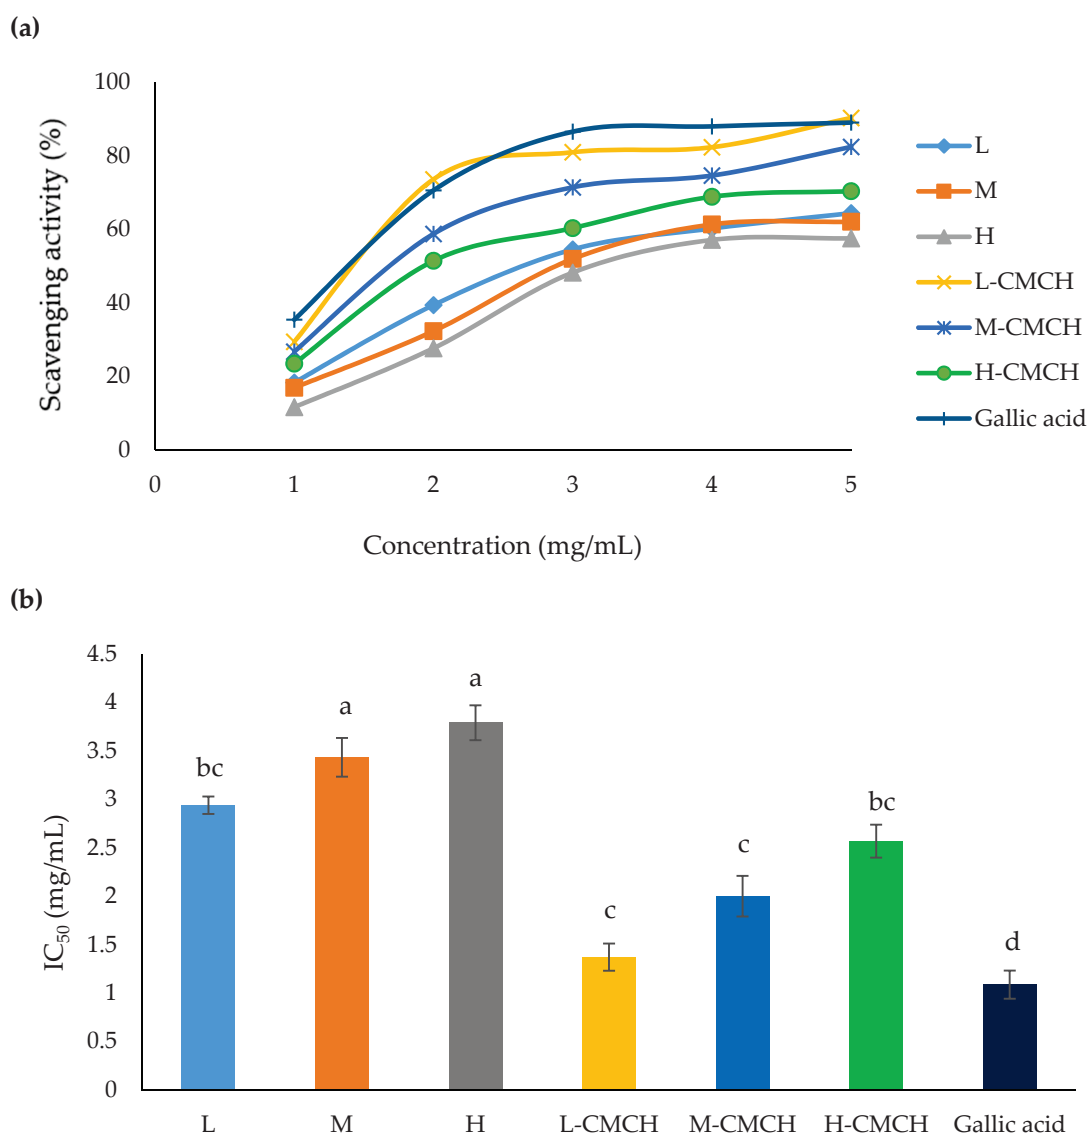 (a)
Scavenging activity (%)
100
80
60
40
20
0
0 1 2 3 4 5
Concentration (mg/mL)
L
M
H
L-CMCH
M-CMCH
H-CMCH
Gallic acid
(b)
IC50 (mg/mL)
4.5
4
3.5
3
2.5
2
1.5
1
0.5
0
bc a a c c bc d
L M H L-CMCH M-CMCH H-CMCH Gallic acid